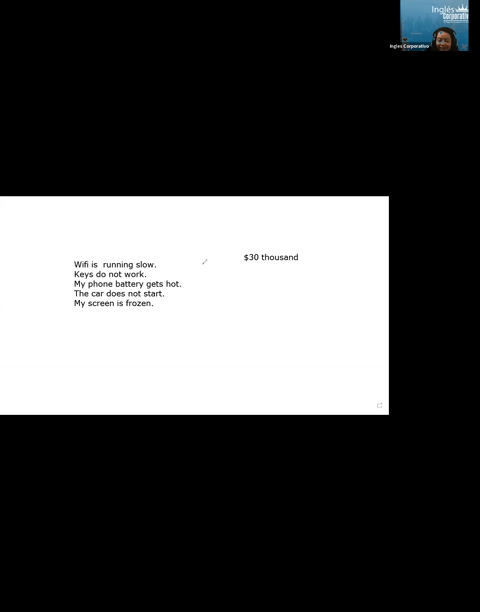 Inglés
Corporativo
Ingles Corporativo
$30 thousand
Wifi is  running slow.
Keys do not work.
My phone battery gets hot.
The car does not start.
My screen is frozen.